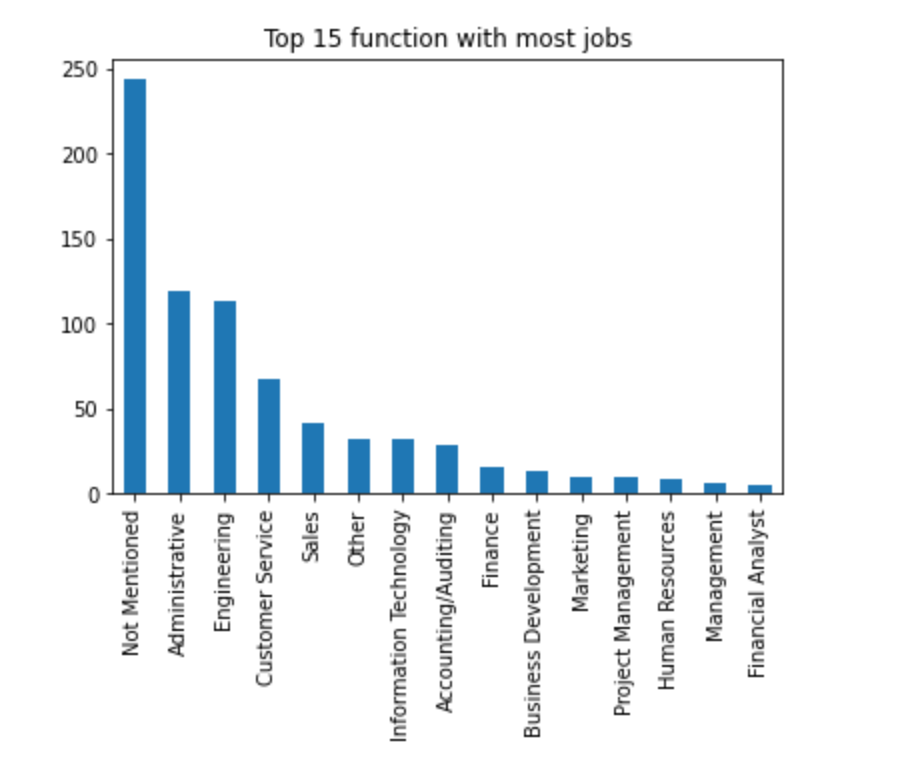 Top 15 function with most jobs
250
200
150
100
50
0
Not Mentioned
Administrative
Engineering
Customer Service
Sales
Other
Information Technology
Accounting/Auditing
Finance
Business Development
Marketing
Project Management
Human Resources
Management
Financial Analyst